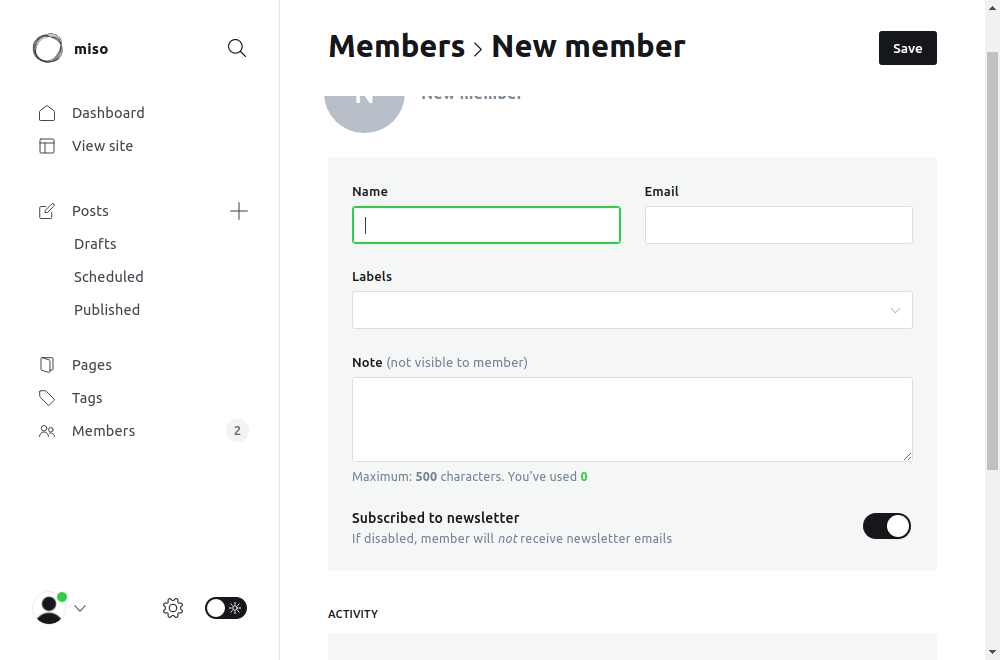 miso
Members > New member
Save
N
New member
Dashboard
View site
Posts
Drafts
Scheduled
Published
Pages
Tags
Members
2
Name
Email
Labels
Note (not visible to member)
Maximum: 500 characters. You’ve used 0
Subscribed to newsletter
If disabled, member will not receive newsletter emails
ACTIVITY